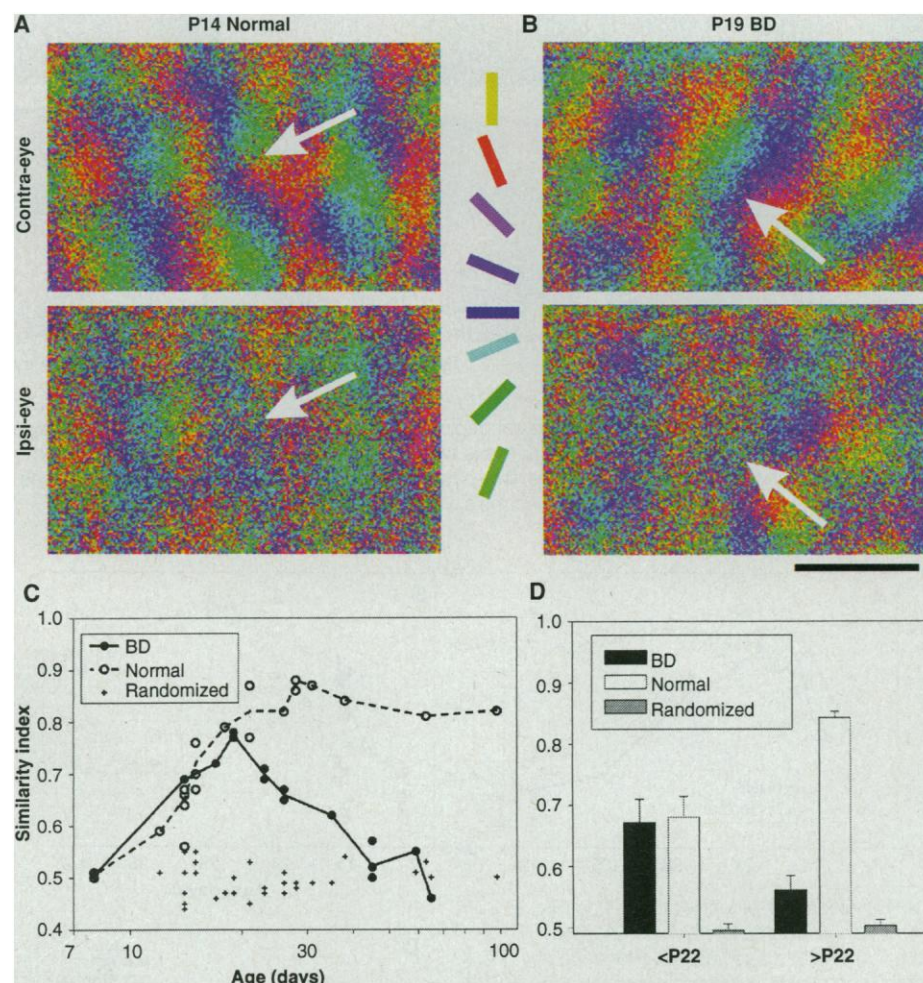 A P14 Normal B P19 BD
Contra-eye
Ipsi-eye
C
1.0
0.9
0.8
0.7
0.6
0.5
0.4
Similarity index
BD
Normal
Randomized
7 10 30 100
Age (days)
D
1.0
0.9
0.8
0.7
0.6
0.5
BD
Normal
Randomized
<P22 >P22